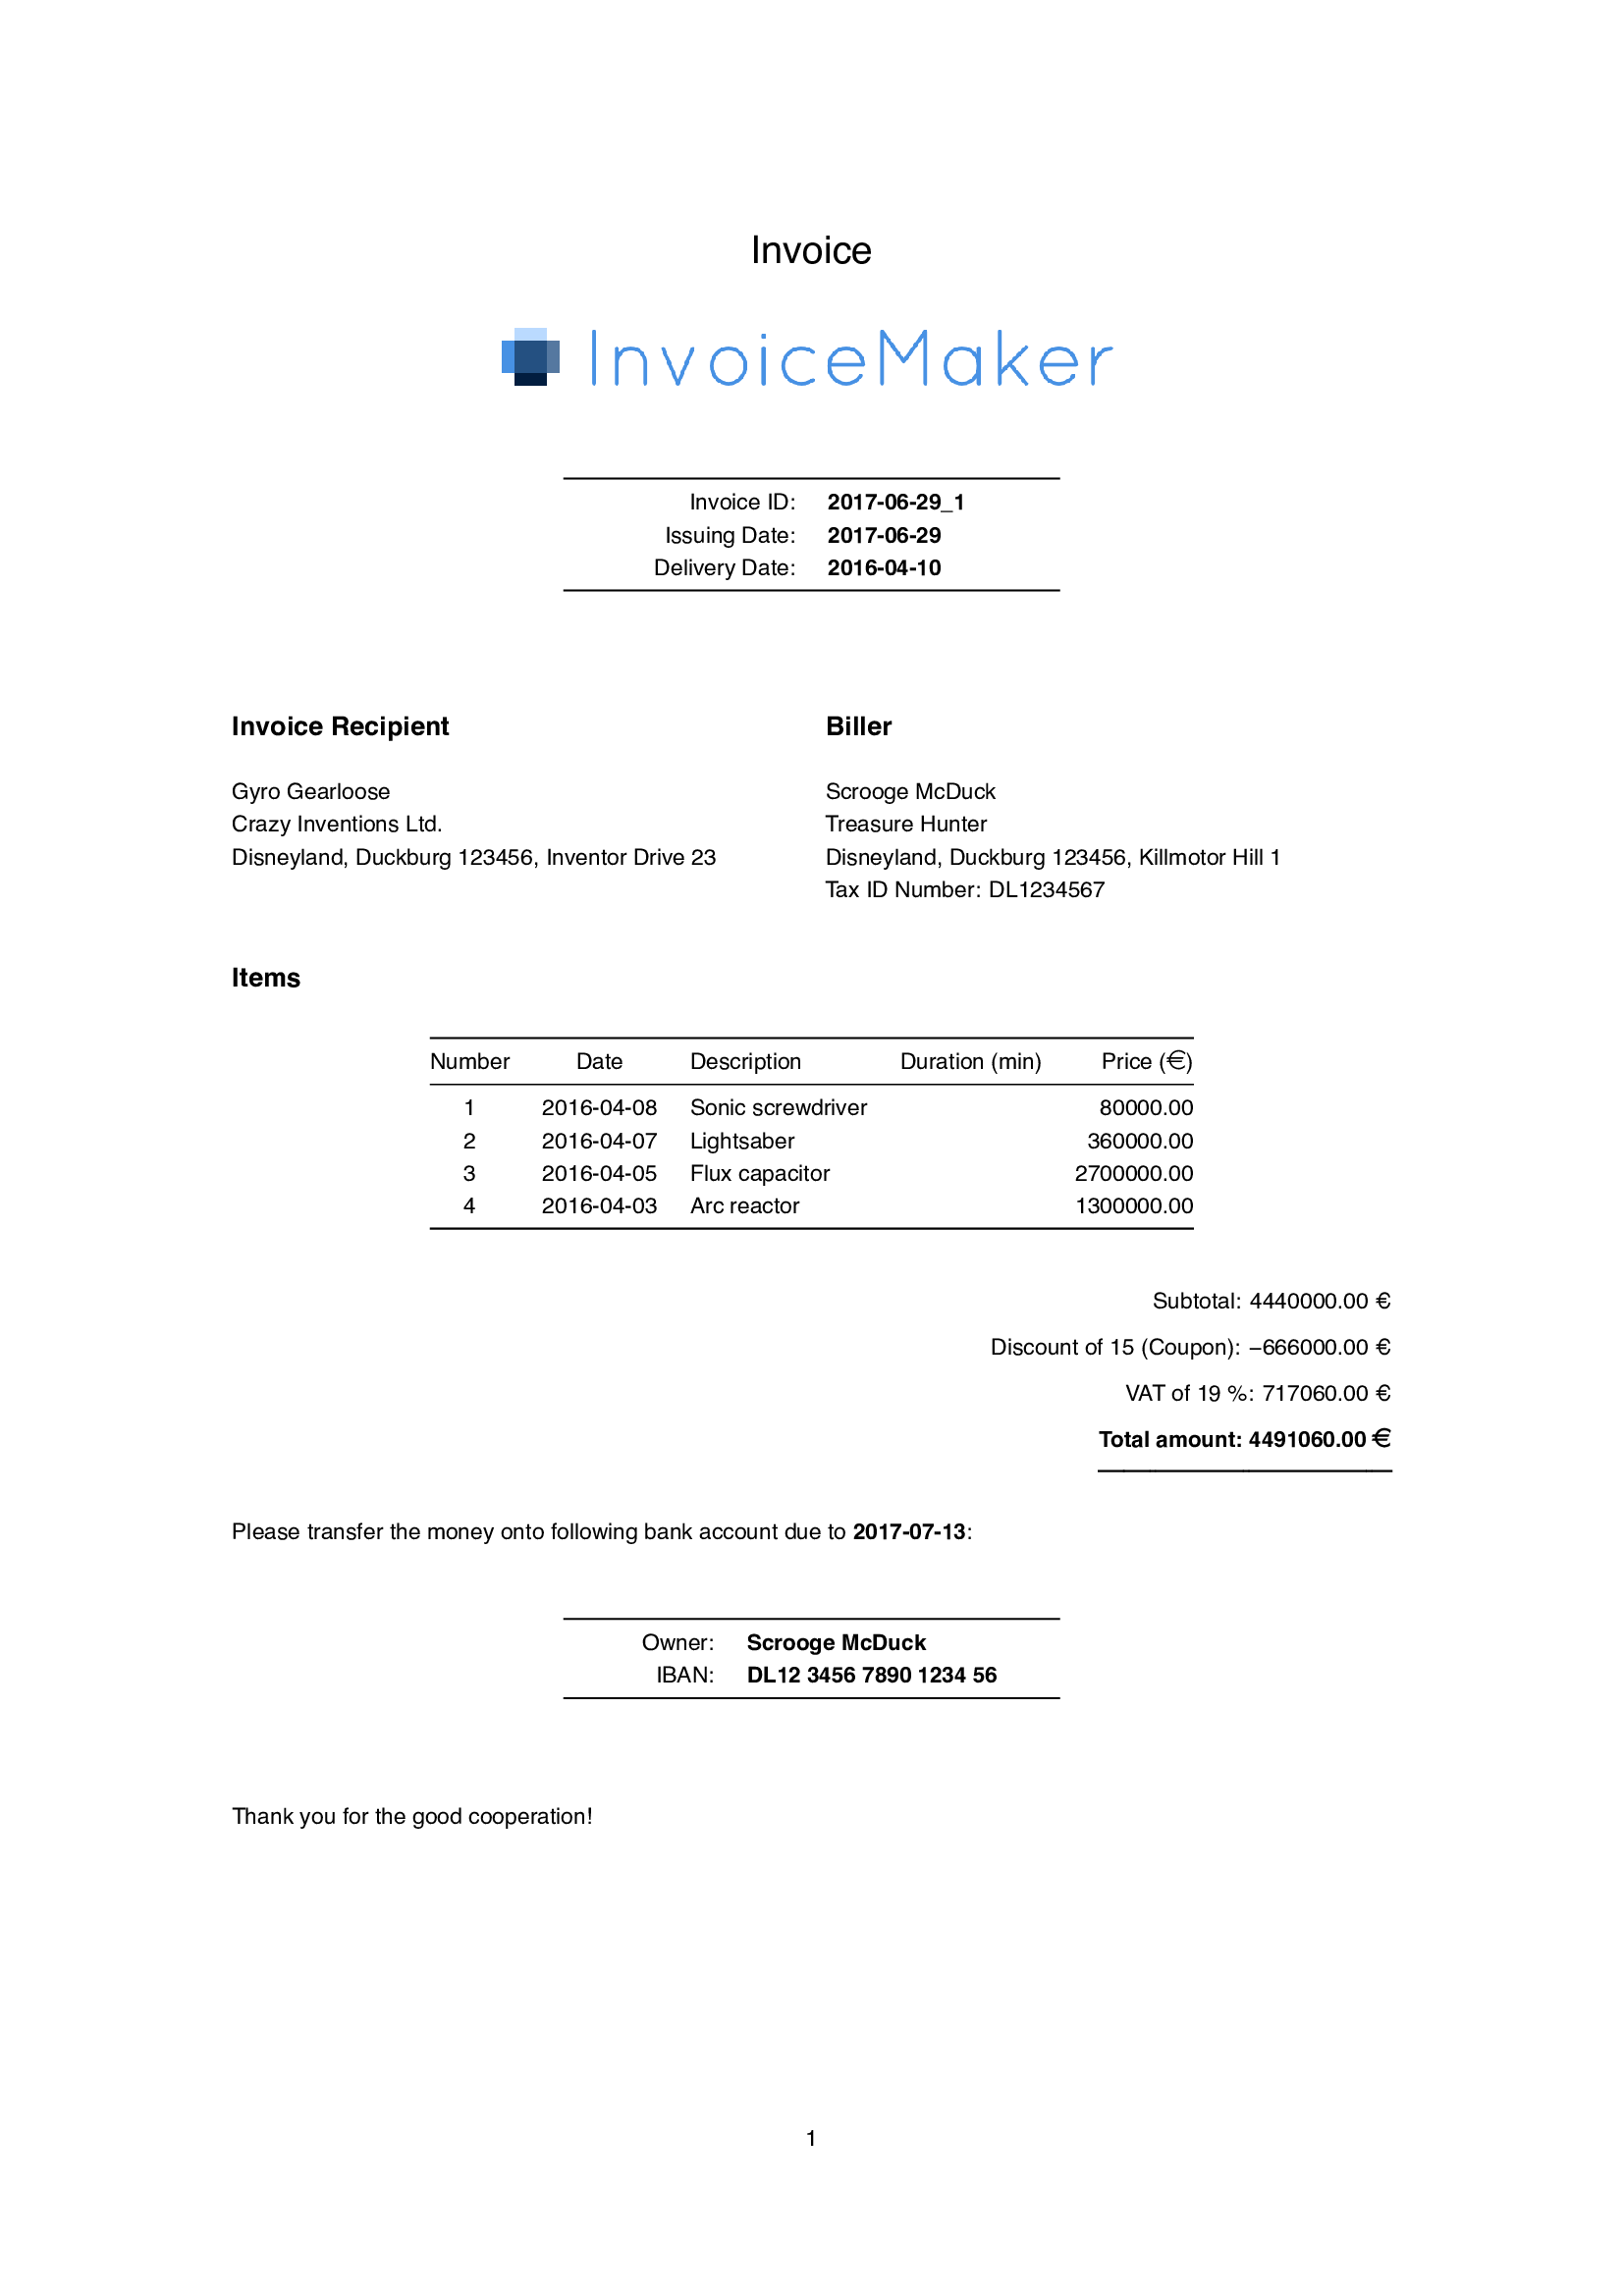 Invoice
InvoiceMaker
Invoice ID: 2017-06-29_1
Issuing Date: 2017-06-29
Delivery Date: 2016-04-10
Invoice Recipient
Gyro Gearloose
Crazy Inventions Ltd.
Disneyland, Duckburg 123456, Inventor Drive 23
Biller
Scrooge McDuck
Treasure Hunter
Disneyland, Duckburg 123456, Killmotor Hill 1
Tax ID Number: DL1234567
Items
Number Date Description Duration (min) Price (€)
1 2016-04-08 Sonic screwdriver 80000.00
2 2016-04-07 Lightsaber 360000.00
3 2016-04-05 Flux capacitor 2700000.00
4 2016-04-03 Arc reactor 1300000.00
Subtotal: 4440000.00 €
Discount of 15 (Coupon): −666000.00 €
VAT of 19 %: 717060.00 €
Total amount: 4491060.00 €
Please transfer the money onto following bank account due to 2017-07-13:
Owner: Scrooge McDuck
IBAN: DL12 3456 7890 1234 56
Thank you for the good cooperation!
1